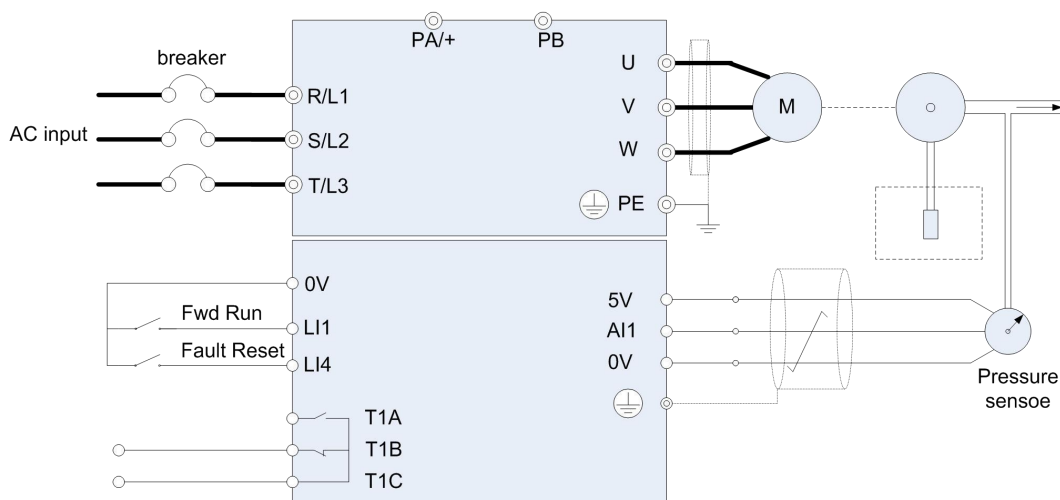 PA/+
PB
breaker
U
R/L1
V
M
AC input
S/L2
W
T/L3
PE
0V
Fwd Run
5V
LI1
AI1
Fault Reset
LI4
0V
Pressure
sensoe
T1A
T1B
T1C